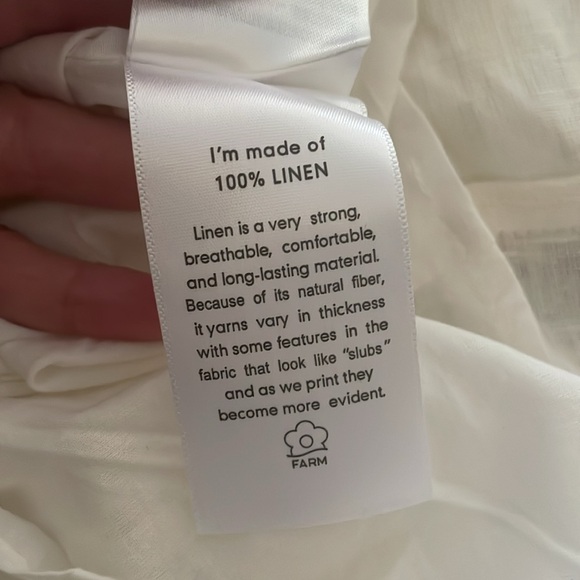 I'm made of
100% LINEN
Linen is a very strong,
breathable, comfortable,
and long-lasting material.
Because of its natural fiber,
it yarns vary in thickness
with some features in the
fabric that look like "slubs"
and as we print they
become more evident.
FARM